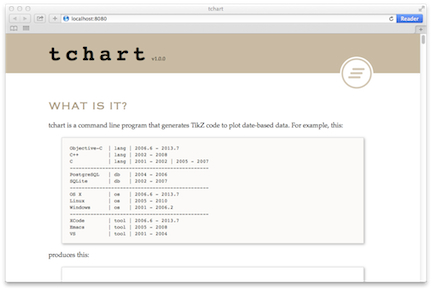 tchart
localhost:8080
Reader
tchart v1.0.0
WHAT IS IT?
tchart is a command line program that generates TikZ code to plot date-based data. For example, this:
Objective-C | lang | 2006.6 - 2013.7
C++ | lang | 2002 - 2008
C | lang | 2001 - 2002 | 2005 - 2007
--------------------------------------------
PostgreSQL | db | 2004 - 2006
SQLite | db | 2002 - 2007
--------------------------------------------
OS X | os | 2006.6 - 2013.7
Linux | os | 2005 - 2010
Windows | os | 2001 - 2006.2
--------------------------------------------
XCode | tool | 2006.6 - 2013.7
Emacs | tool | 2005 - 2008
VS | tool | 2001 - 2004
produces this: